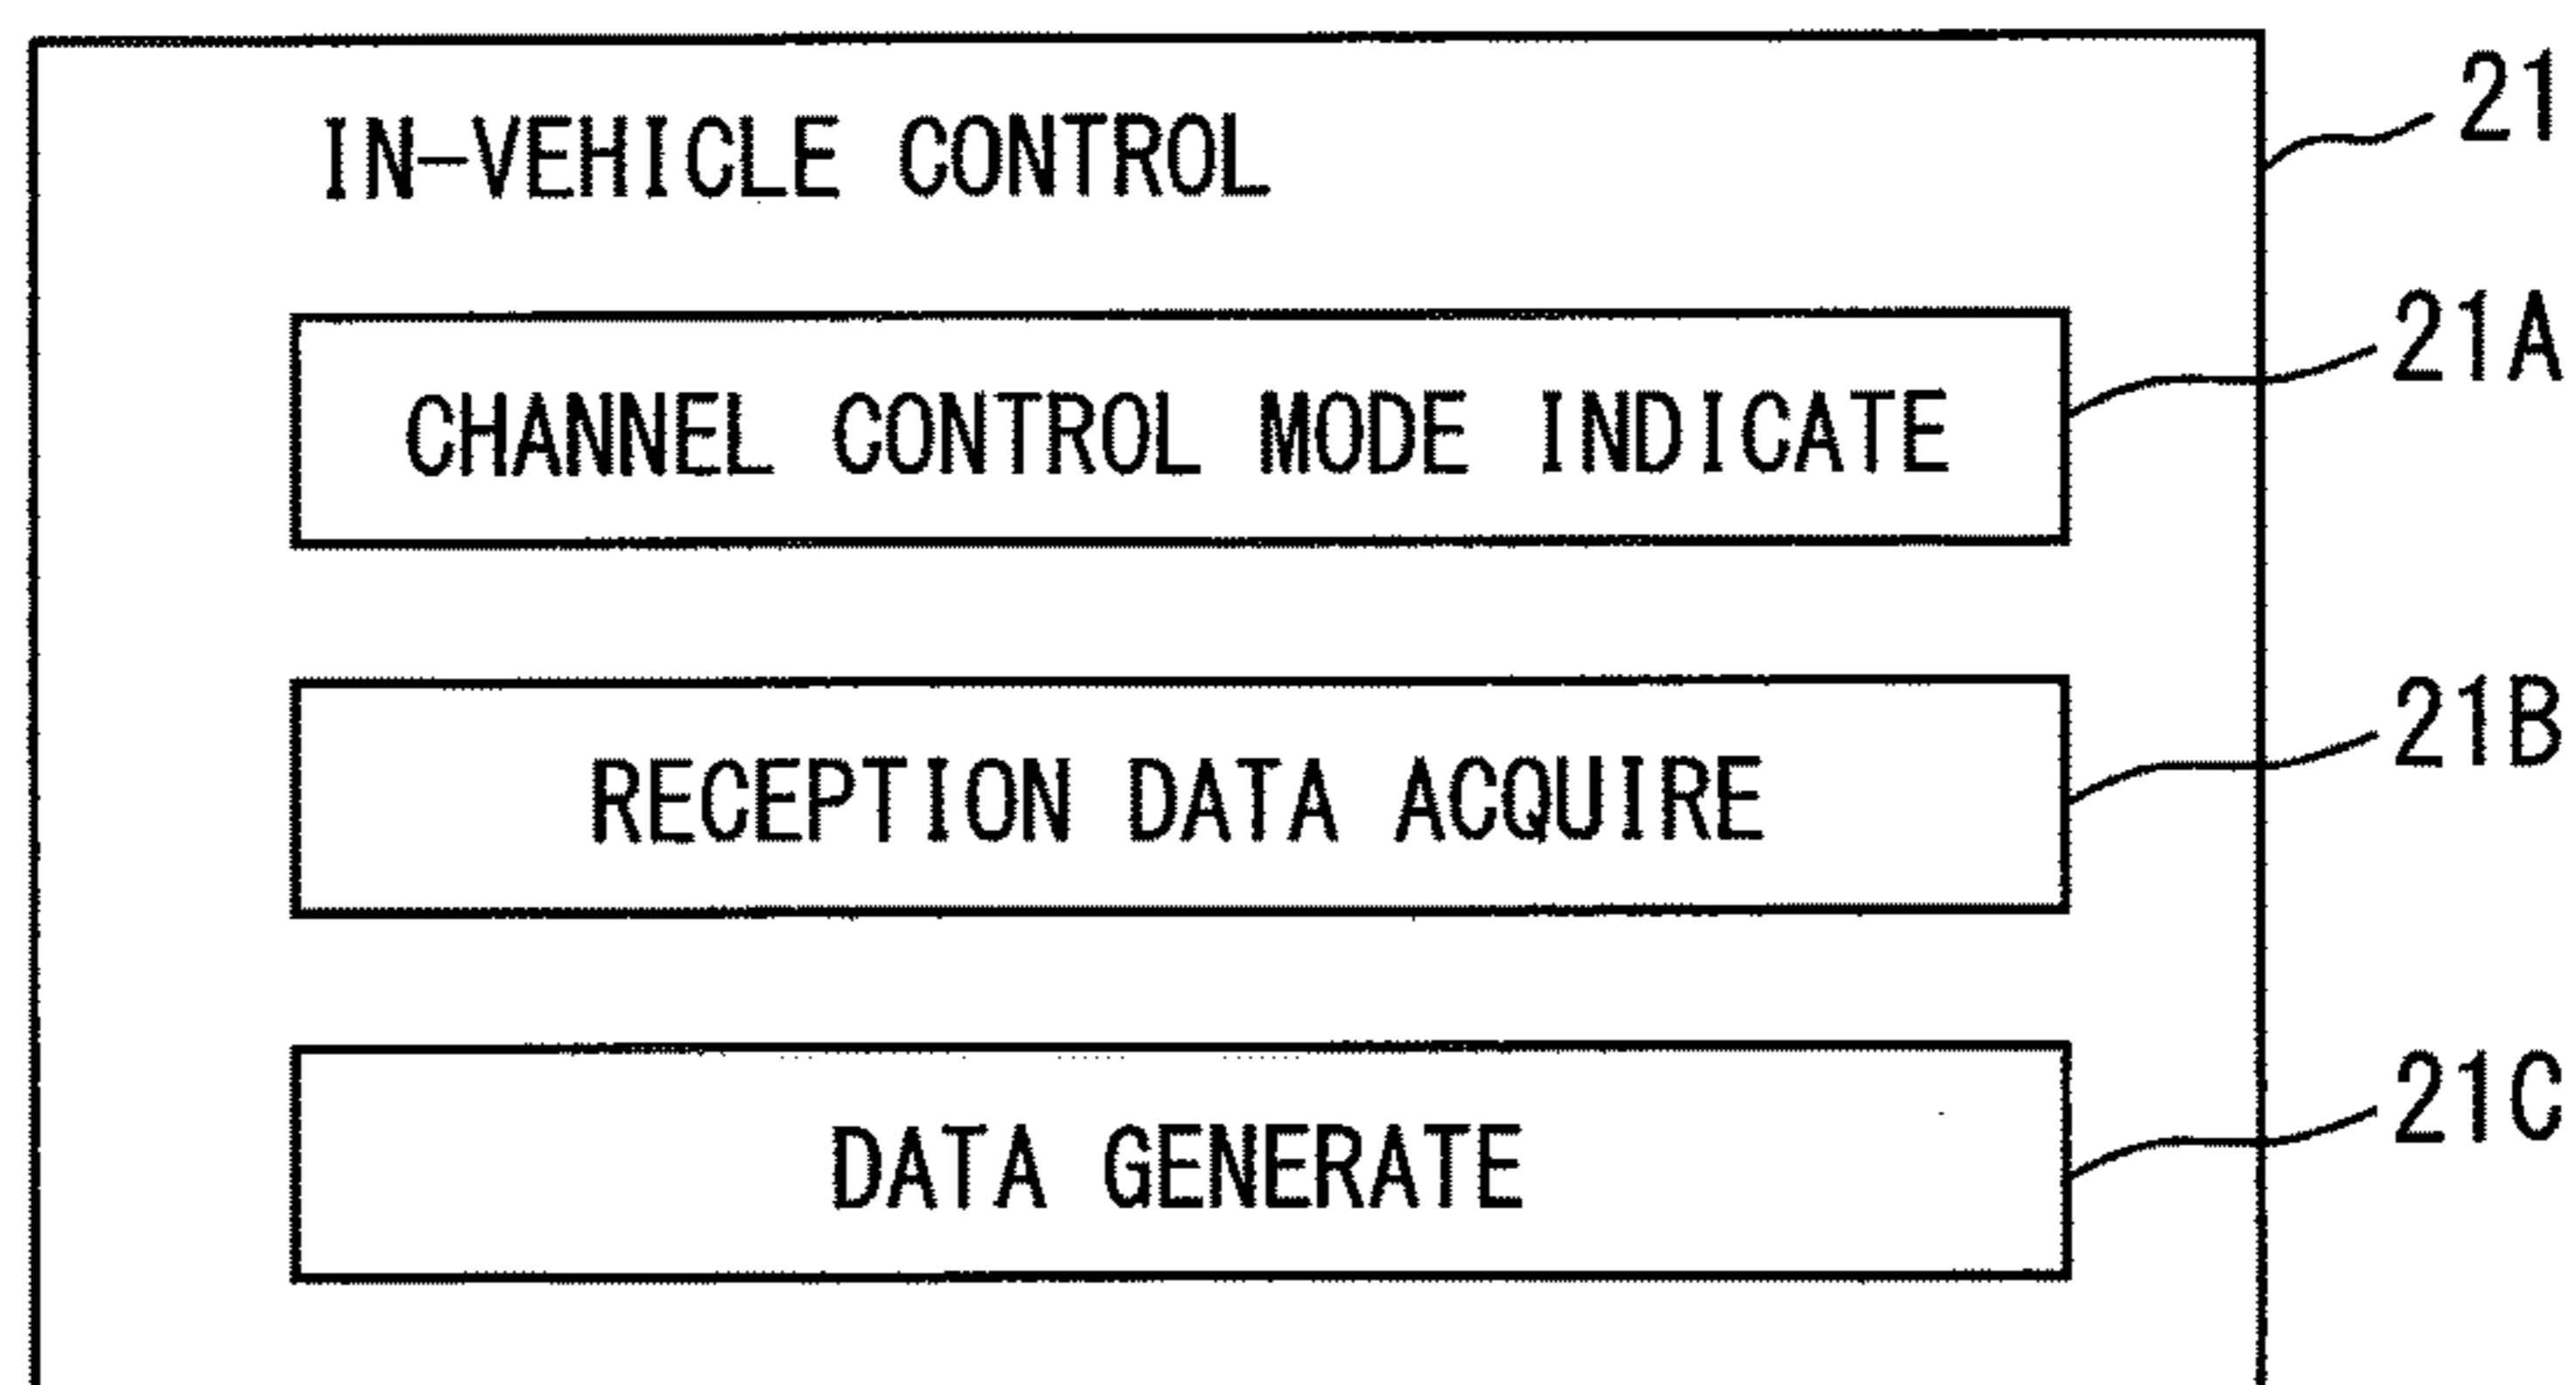 21
IN-VEHICLE CONTROL
21A
CHANNEL CONTROL MODE INDICATE
21B
RECEPTION DATA ACQUIRE
21C
DATA GENERATE